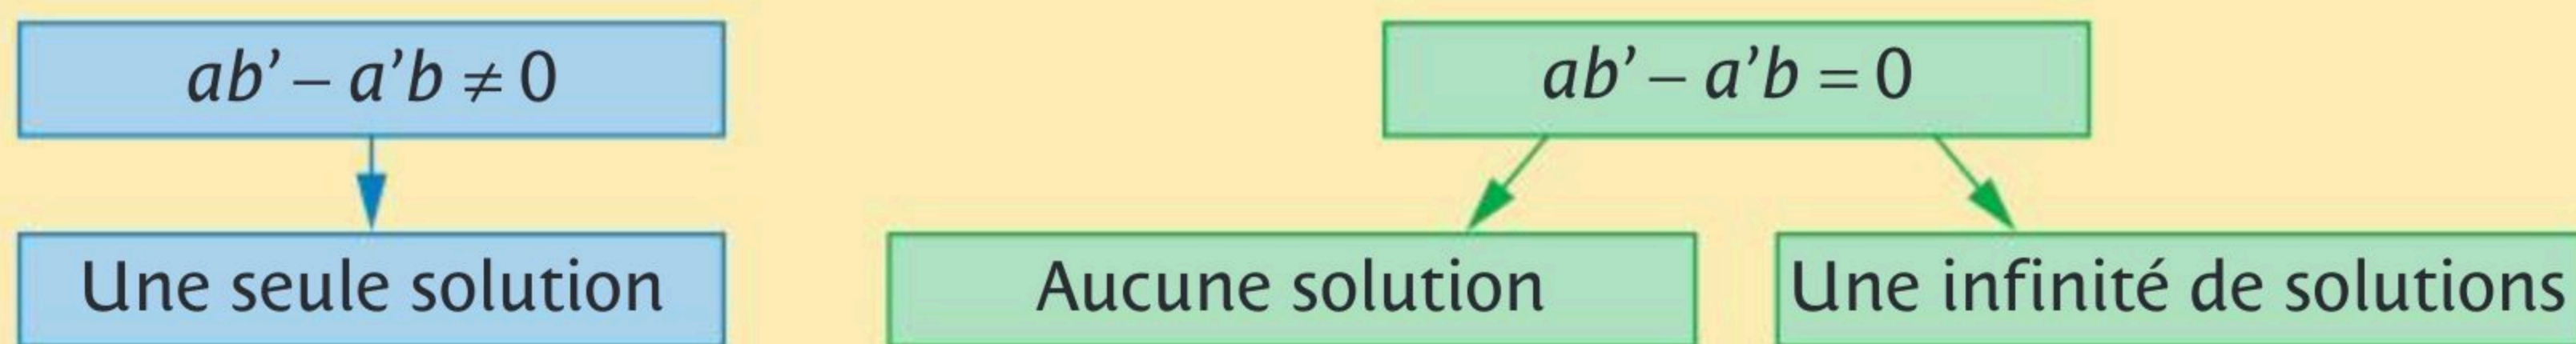 ab’ – a’b ≠ 0
ab’ – a’b = 0
Une seule solution
Aucune solution
Une infinité de solutions